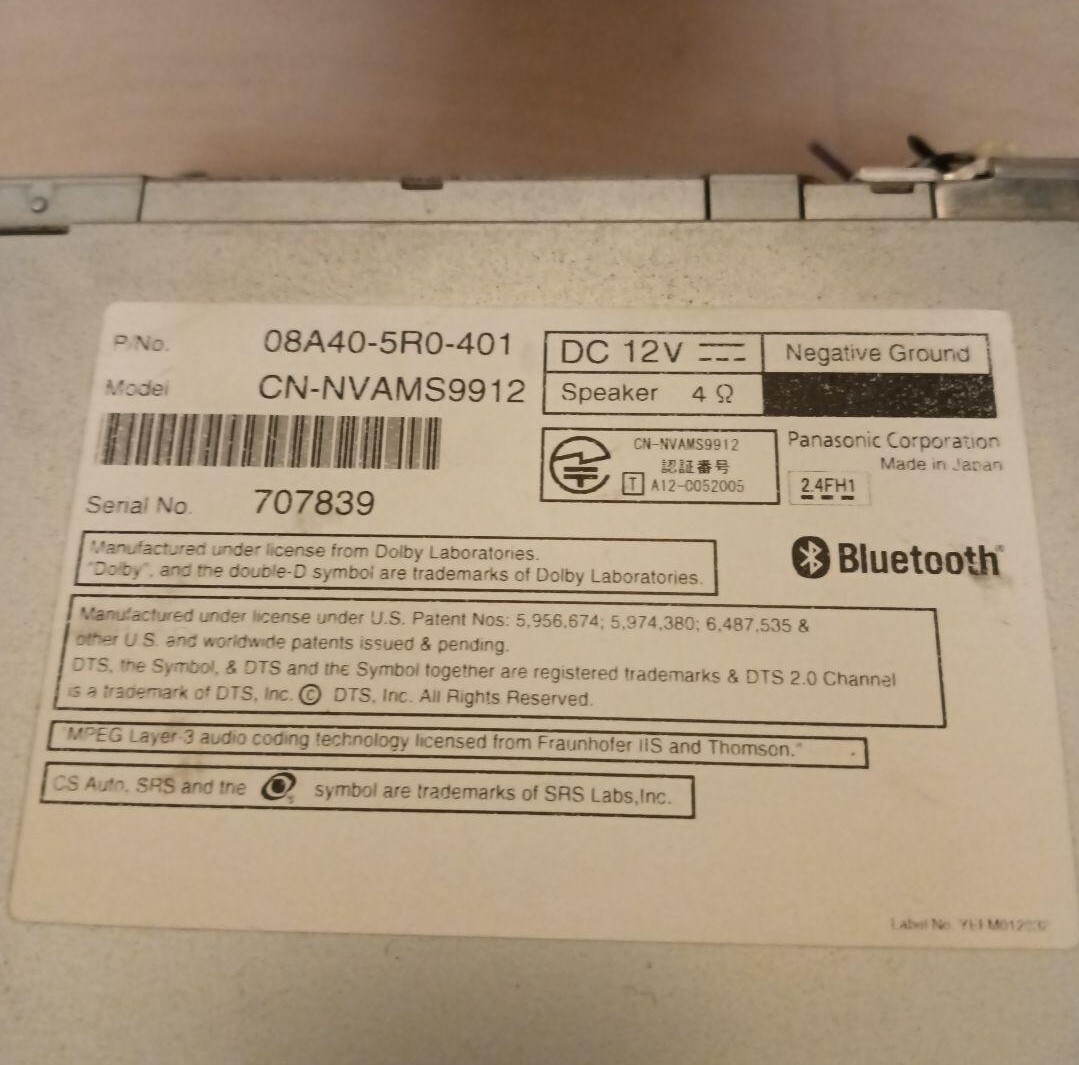 P/No. 08A40-5R0-401
Model CN-NVAMS9912
Serial No. 707839
DC 12V
Negative Ground
Speaker 4 Ω
CN-NVAMS9912
認証番号
T A12-0052005
Panasonic Corporation
Made in Japan
2.4FH1
Bluetooth
Manufactured under license from Dolby Laboratories.
"Dolby", and the double-D symbol are trademarks of Dolby Laboratories.
Manufactured under license under U.S. Patent Nos: 5,956,674; 5,974,380; 6,487,535 &
other U.S. and worldwide patents issued & pending.
DTS, the Symbol, & DTS and the Symbol together are registered trademarks & DTS 2.0 Channel
is a trademark of DTS, Inc. © DTS, Inc. All Rights Reserved.
"MPEG Layer-3 audio coding technology licensed from Fraunhofer IIS and Thomson."
CS Auto, SRS and the symbol are trademarks of SRS Labs,Inc.
Label No.